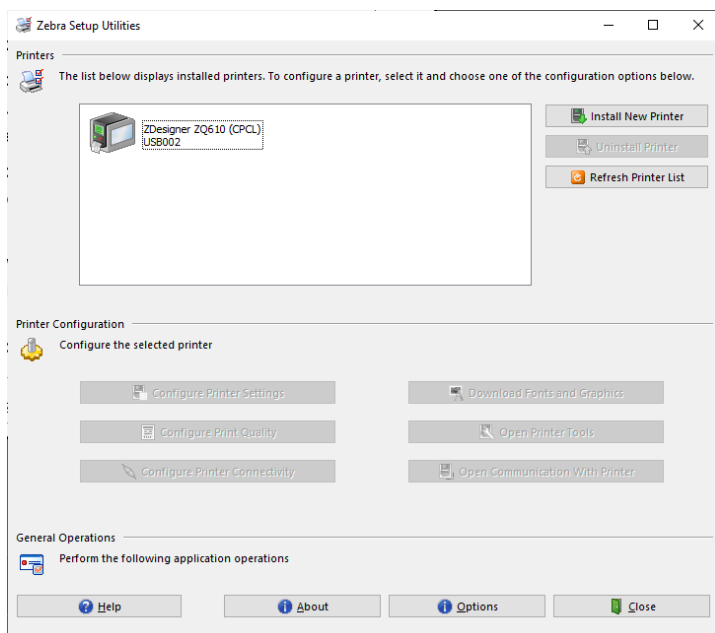 Zebra Setup Utilities
Printers
The list below displays installed printers. To configure a printer, select it and choose one of the configuration options below.
ZDesigner ZQ610 (CPCL)
USB002
Install New Printer
Uninstall Printer
Refresh Printer List
Printer Configuration
Configure the selected printer
Configure Printer Settings
Download Fonts and Graphics
Configure Print Quality
Open Printer Tools
Configure Printer Connectivity
Open Communication With Printer
General Operations
Perform the following application operations
Help
About
Options
Close